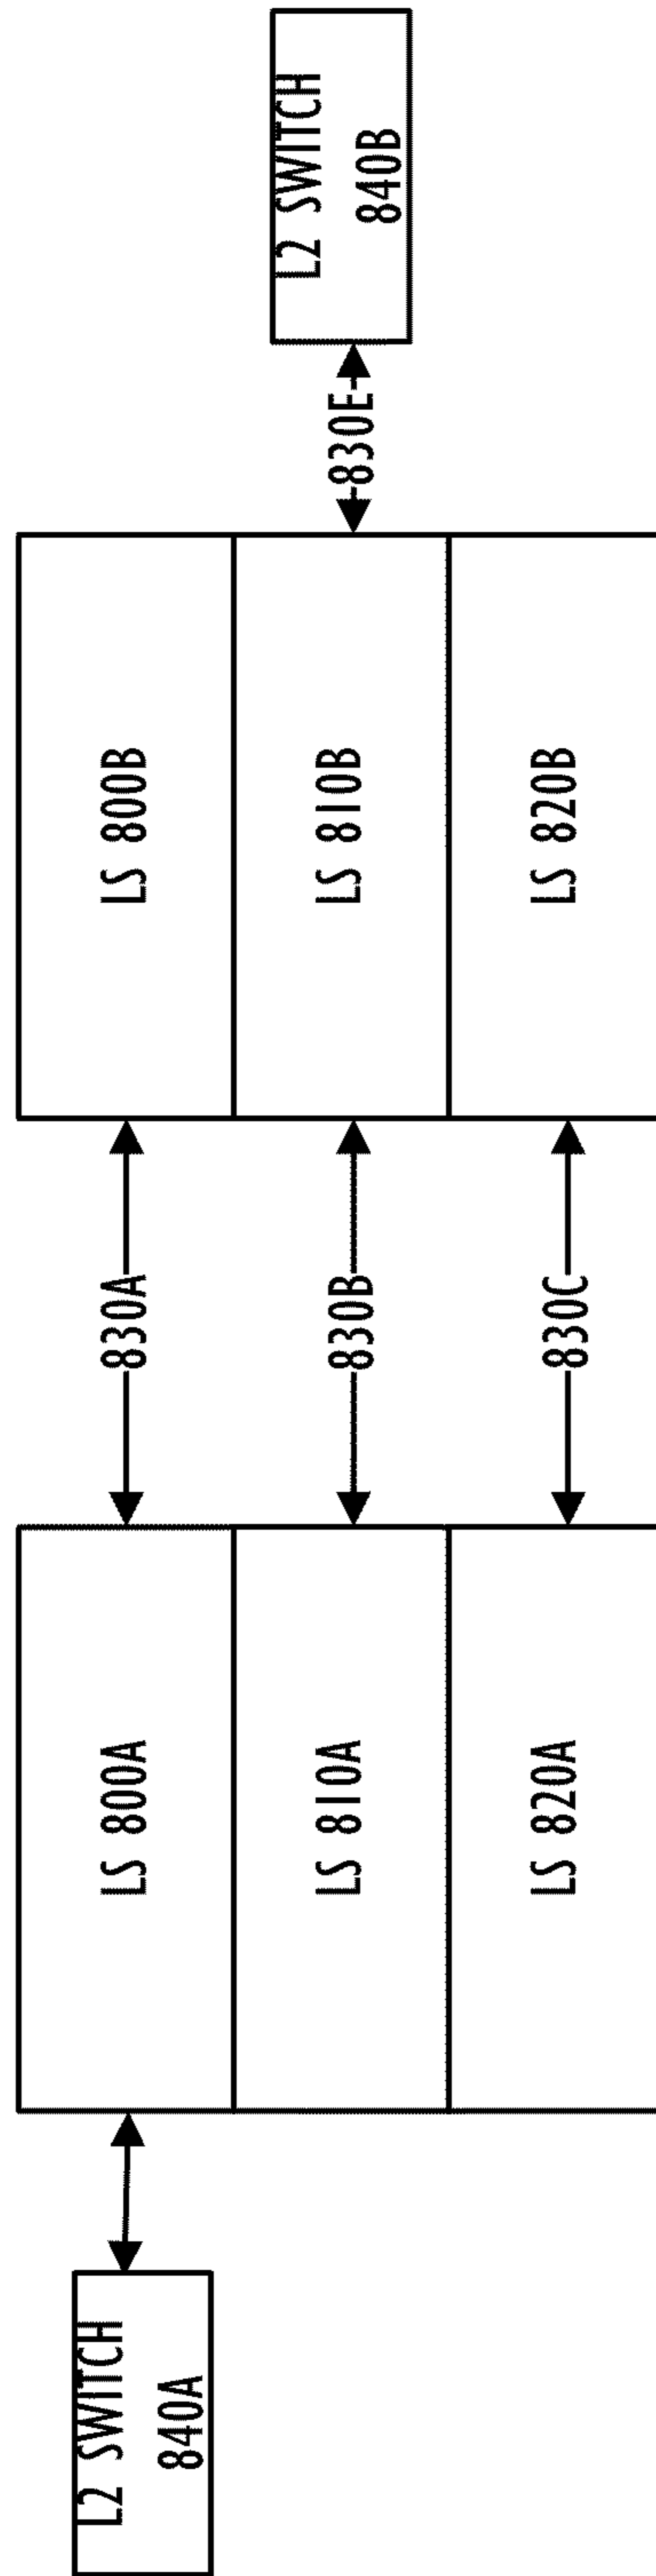 L2 SWITCH
840A
LS 800A
LS 810A
LS 820A
830A
830B
830C
LS 800B
LS 810B
LS 820B
830E
L2 SWITCH
840B